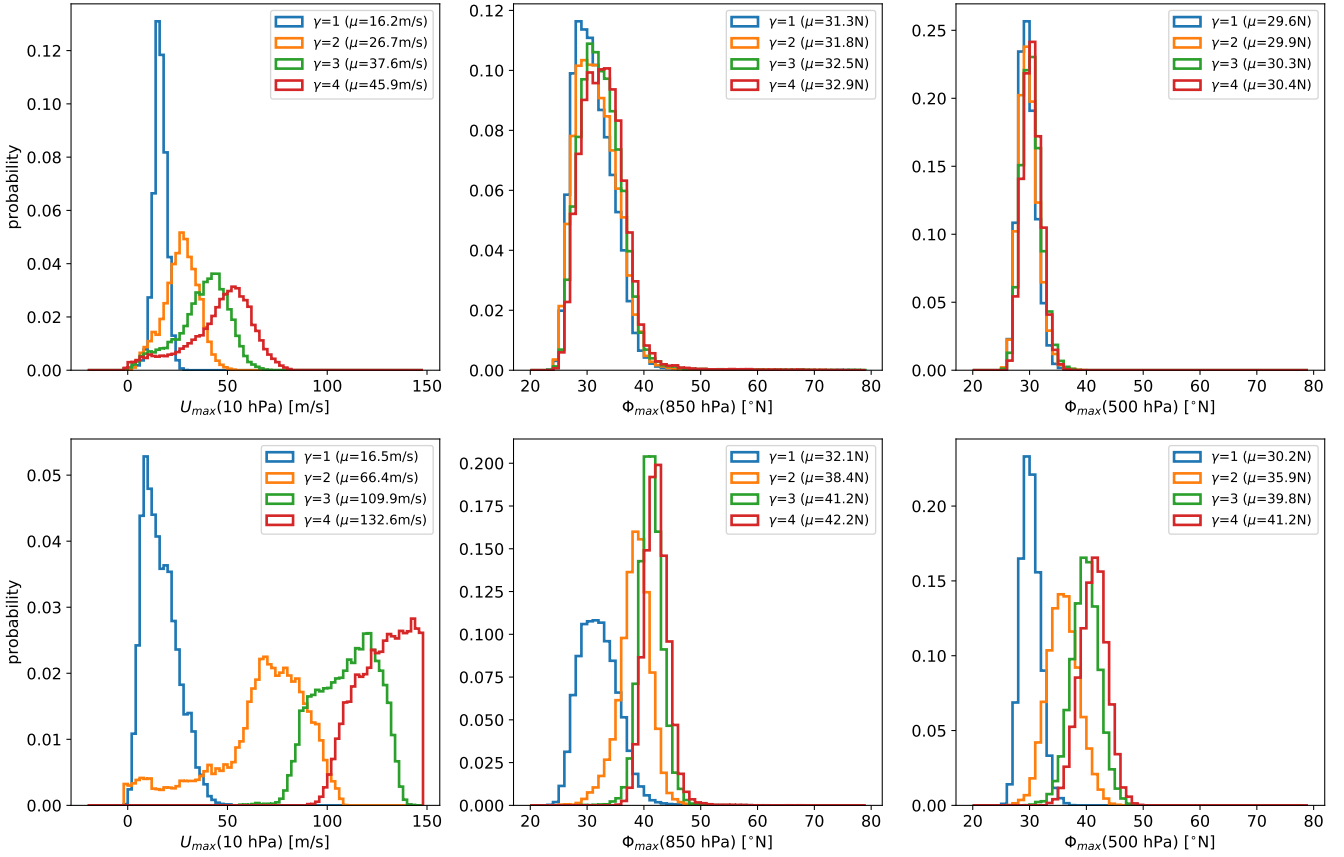 probability
0.12
0.10
0.08
0.06
0.04
0.02
0.00
0
50
100
150
U_max(10 hPa) [m/s]
γ=1 (μ=16.2m/s)
γ=2 (μ=26.7m/s)
γ=3 (μ=37.6m/s)
γ=4 (μ=45.9m/s)
0.12
0.10
0.08
0.06
0.04
0.02
0.00
20
30
40
50
60
70
80
Φ_max(850 hPa) [°N]
γ=1 (μ=31.3N)
γ=2 (μ=31.8N)
γ=3 (μ=32.5N)
γ=4 (μ=32.9N)
0.25
0.20
0.15
0.10
0.05
0.00
20
30
40
50
60
70
80
Φ_max(500 hPa) [°N]
γ=1 (μ=29.6N)
γ=2 (μ=29.9N)
γ=3 (μ=30.3N)
γ=4 (μ=30.4N)
probability
0.05
0.04
0.03
0.02
0.01
0.00
0
50
100
150
U_max(10 hPa) [m/s]
γ=1 (μ=16.5m/s)
γ=2 (μ=66.4m/s)
γ=3 (μ=109.9m/s)
γ=4 (μ=132.6m/s)
0.200
0.175
0.150
0.125
0.100
0.075
0.050
0.025
0.000
20
30
40
50
60
70
80
Φ_max(850 hPa) [°N]
γ=1 (μ=32.1N)
γ=2 (μ=38.4N)
γ=3 (μ=41.2N)
γ=4 (μ=42.2N)
0.20
0.15
0.10
0.05
0.00
20
30
40
50
60
70
80
Φ_max(500 hPa) [°N]
γ=1 (μ=30.2N)
γ=2 (μ=35.9N)
γ=3 (μ=39.8N)
γ=4 (μ=41.2N)